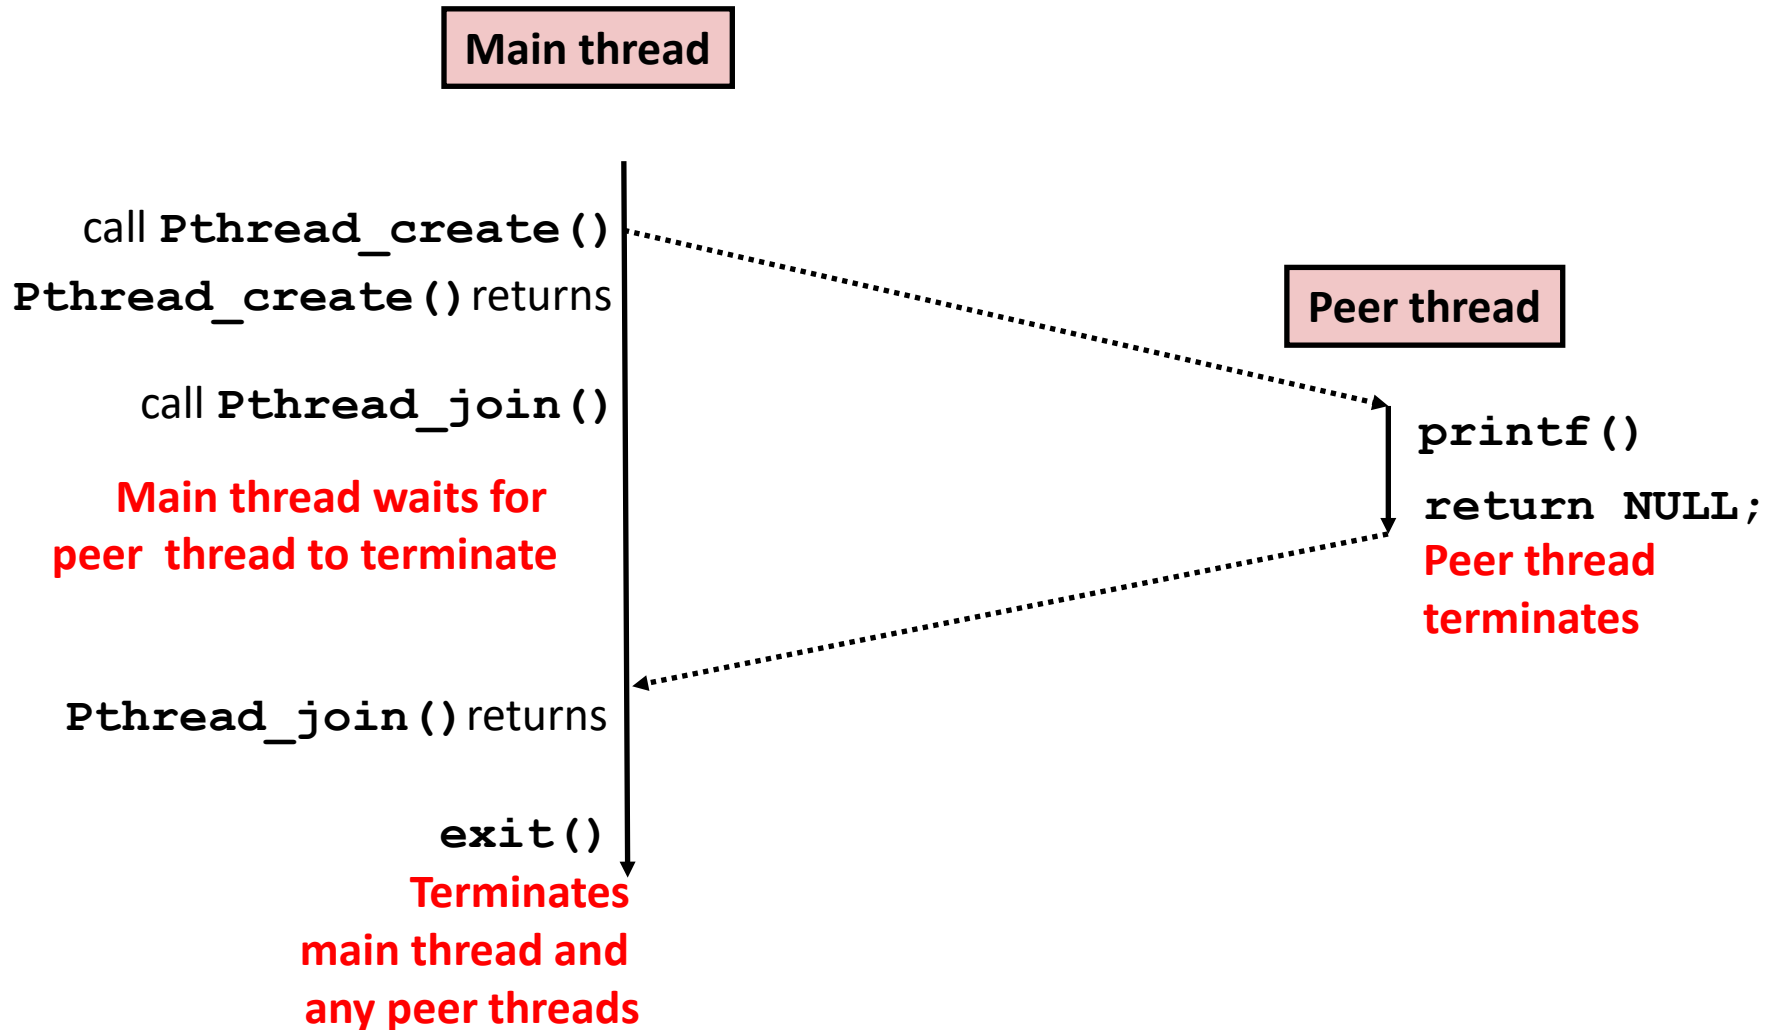 Main thread
call Pthread_create()
Pthread_create() returns
Peer thread
call Pthread_join()
printf()
Main thread waits for
peer thread to terminate
return NULL;
Peer thread
terminates
Pthread_join() returns
exit()
Terminates
main thread and
any peer threads